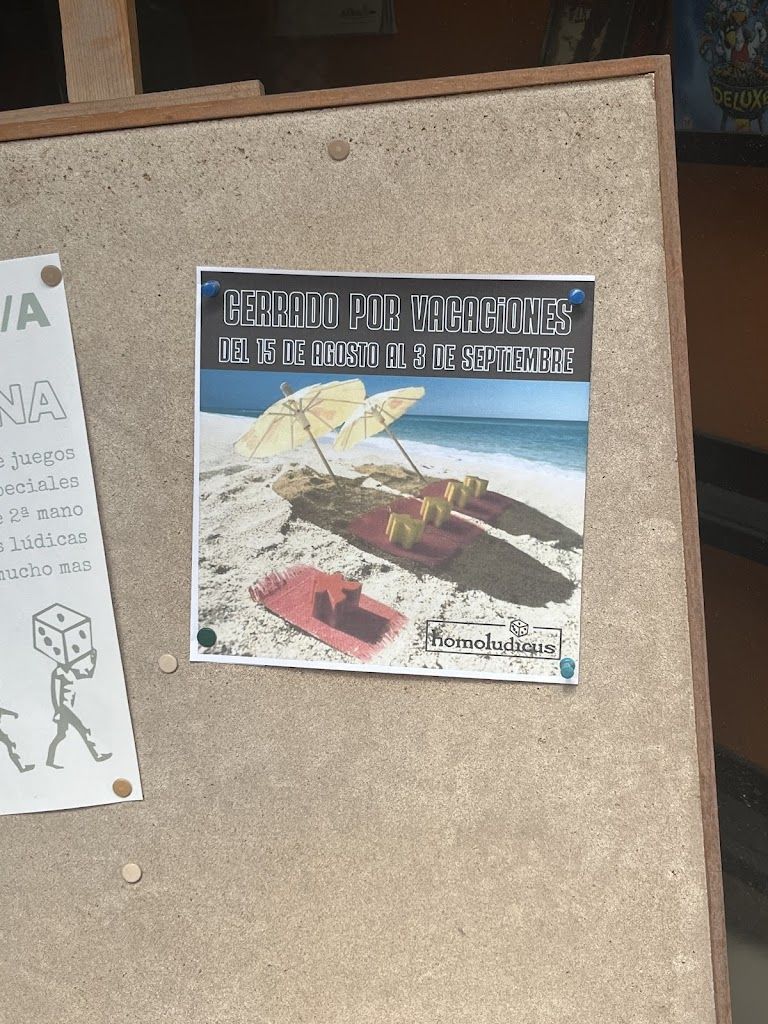 /A
NA
e juegos
peciales
e 2ª mano
s lúdicas
mucho mas
CERRADO POR VACACiONES
DEL 15 DE AGOSTO AL 3 DE SEPTiEMBRE
homoludicus
DELUXE